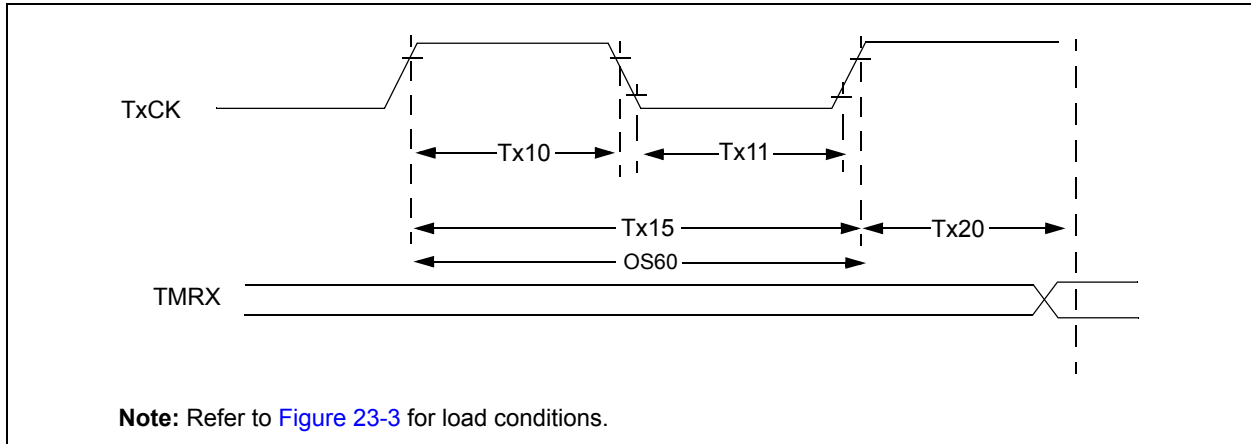 TxCK
Tx10
Tx11
Tx15
Tx20
OS60
TMRX
Note: Refer to Figure 23-3 for load conditions.